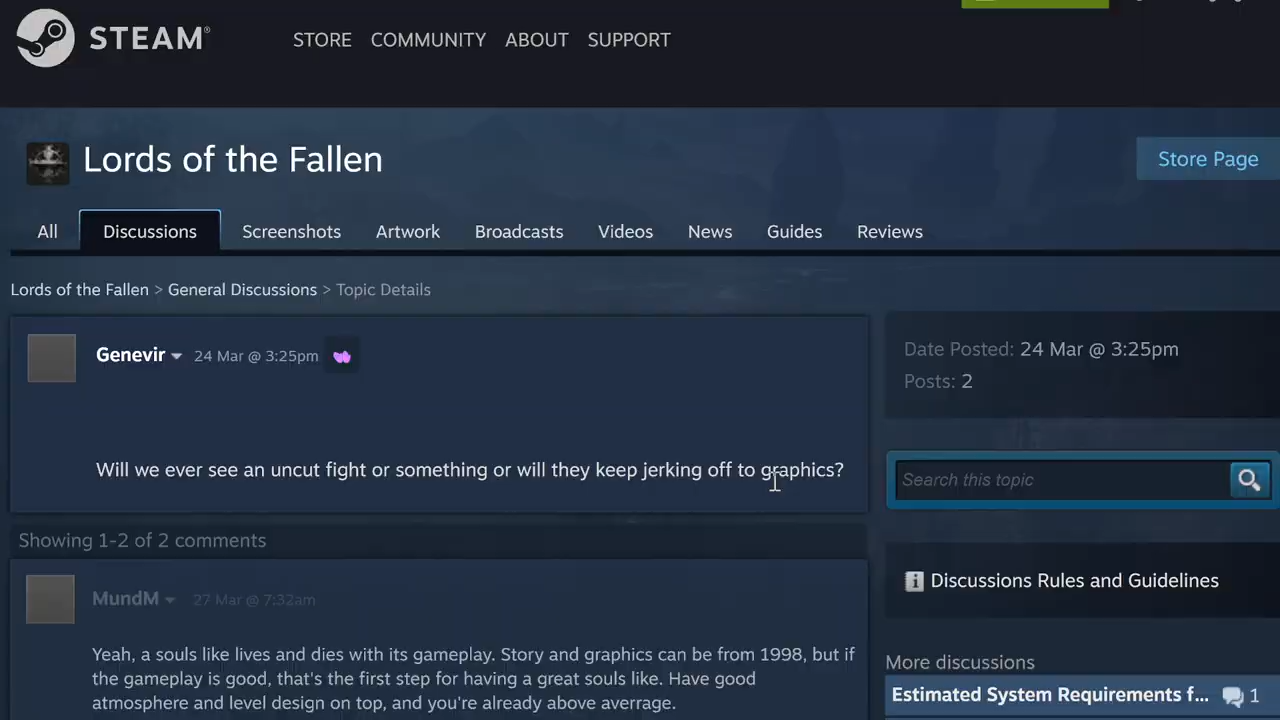 STEAM®
STORE COMMUNITY ABOUT SUPPORT
Lords of the Fallen
Store Page
All Discussions Screenshots Artwork Broadcasts Videos News Guides Reviews
Lords of the Fallen > General Discussions > Topic Details
Genevir 24 Mar @ 3:25pm
Will we ever see an uncut fight or something or will they keep jerking off to graphics?
Date Posted: 24 Mar @ 3:25pm
Posts: 2
Search this topic
Showing 1-2 of 2 comments
MundM 27 Mar @ 7:32am
Yeah, a souls like lives and dies with its gameplay. Story and graphics can be from 1998, but if
the gameplay is good, that's the first step for having a great souls like. Have good
atmosphere and level design on top, and you're already above averrage.
Discussions Rules and Guidelines
More discussions
Estimated System Requirements f... 1